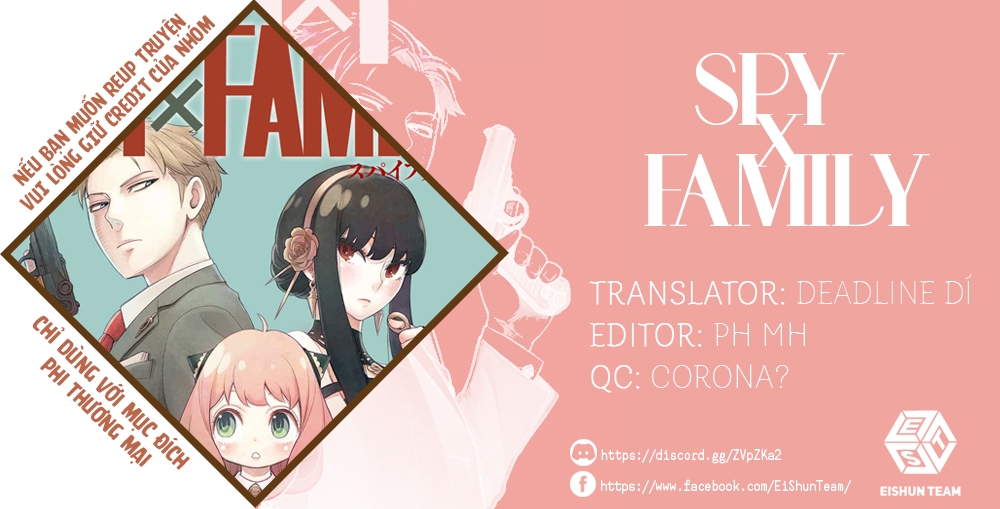 NẾU BẠN MUỐN REUP TRUYỆN
VUI LÒNG GIỮ CREDIT CỦA NHÓM
FAM
スパイフ
CHỈ DÙNG VỚI MỤC ĐÍCH
PHI THƯƠNG MẠI
SPY
X
FAMILY
TRANSLATOR: DEADLINE DÍ
EDITOR: PH MH
QC: CORONA?
https://discord.gg/ZVpZKa2
https://www.facebook.com/EiShunTeam/
E T S
EISHUN TEAM